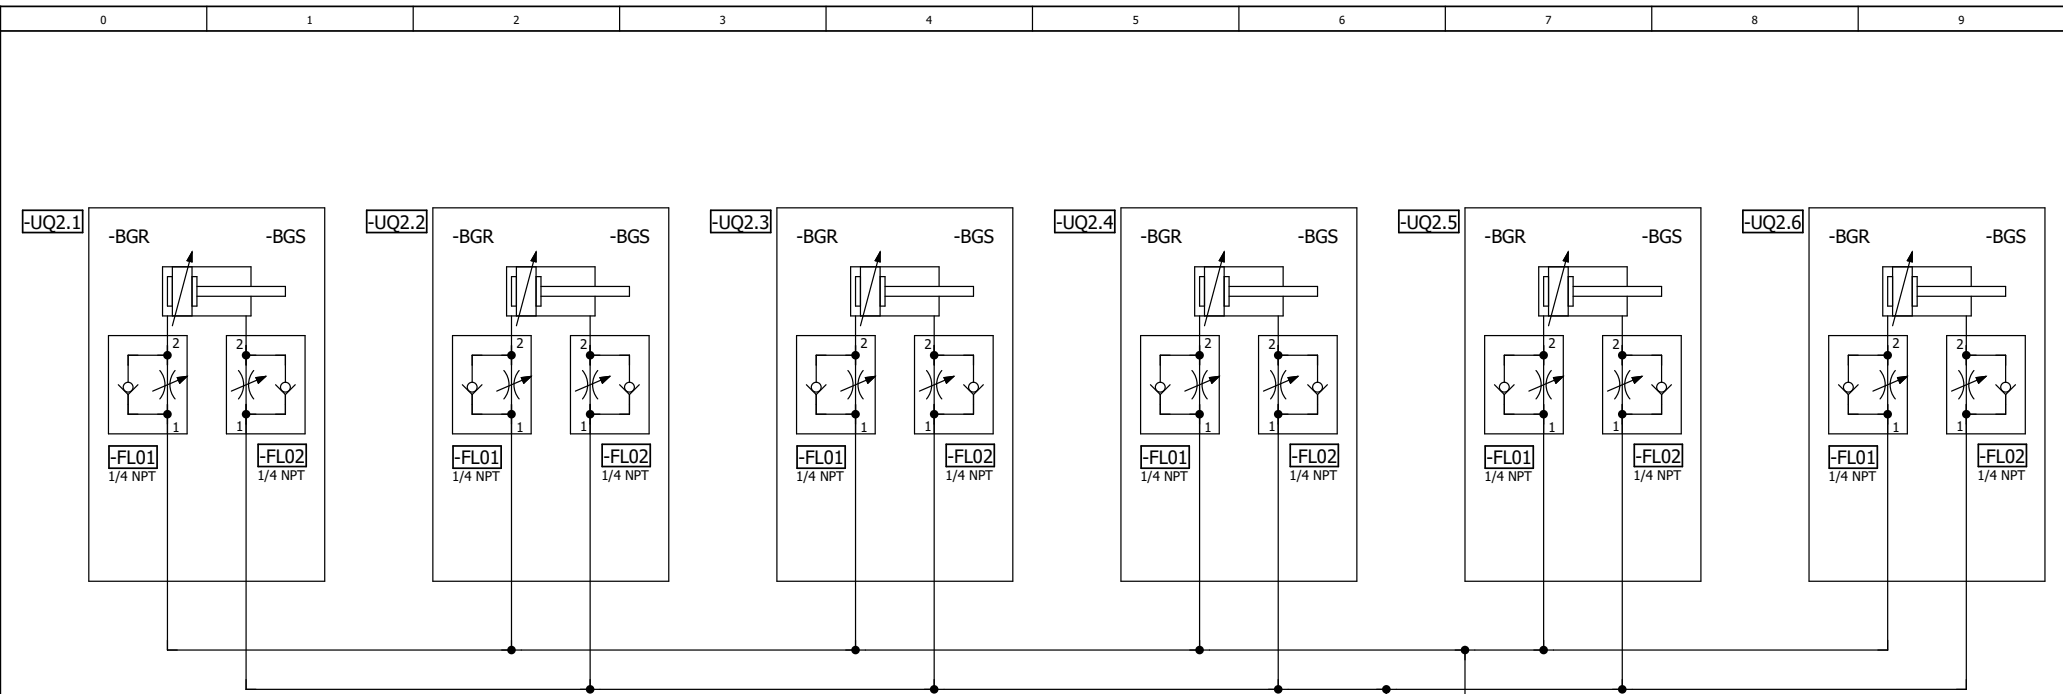 0 1 2 3 4 5 6 7 8 9
-UQ2.1 -UQ2.2 -UQ2.3 -UQ2.4 -UQ2.5 -UQ2.6
-BGR -BGS -BGR -BGS -BGR -BGS -BGR -BGS -BGR -BGS -BGR -BGS
2 2 2 2 2 2 2 2 2 2 2 2
1 1 1 1 1 1 1 1 1 1 1 1
-FL01 -FL02 -FL01 -FL02 -FL01 -FL02 -FL01 -FL02 -FL01 -FL02 -FL01 -FL02
1/4 NPT 1/4 NPT 1/4 NPT 1/4 NPT 1/4 NPT 1/4 NPT 1/4 NPT 1/4 NPT 1/4 NPT 1/4 NPT 1/4 NPT 1/4 NPT